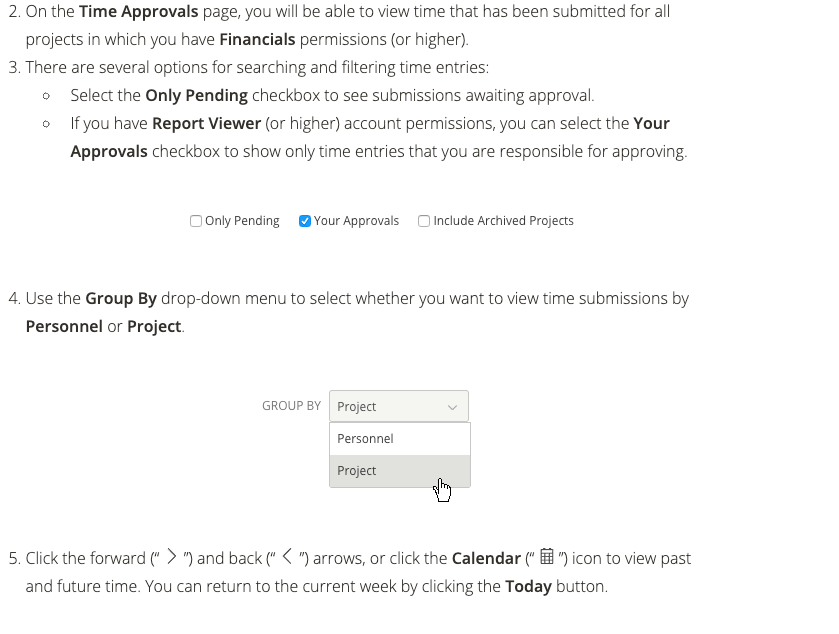 2. On the Time Approvals page, you will be able to view time that has been submitted for all
projects in which you have Financials permissions (or higher).
3. There are several options for searching and filtering time entries:
Select the Only Pending checkbox to see submissions awaiting approval.
If you have Report Viewer (or higher) account permissions, you can select the Your
Approvals checkbox to show only time entries that you are responsible for approving.
Only Pending Your Approvals Include Archived Projects
4. Use the Group By drop-down menu to select whether you want to view time submissions by
Personnel or Project.
GROUP BY Project
Personnel
Project
5. Click the forward (“ > ”) and back (“ < ”) arrows, or click the Calendar (“ ”) icon to view past
and future time. You can return to the current week by clicking the Today button.